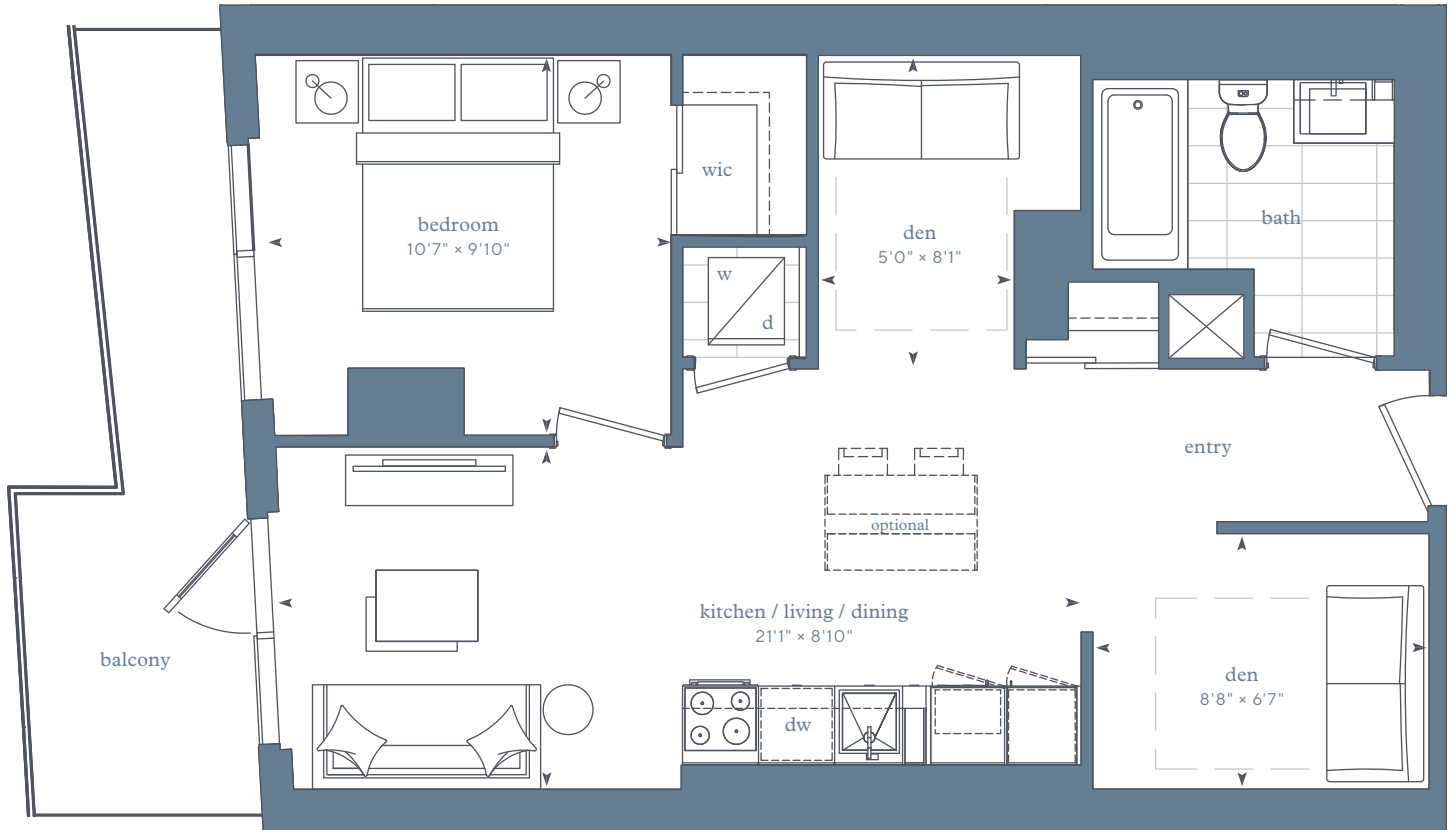 bedroom
10'7" × 9'10"
wic
w
d
den
5'0" × 8'1"
bath
entry
optional
kitchen / living / dining
21'1" × 8'10"
balcony
dw
den
8'8" × 6'7"